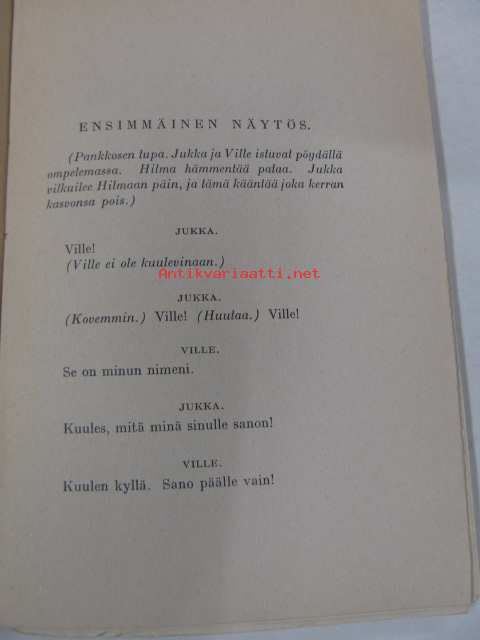 ENSIMMÄINEN NÄYTÖS.
(Pankkosen tupa. Jukka ja Ville istuvat pöydällä
ompelemassa. Hilma hämmentää pataa. Jukka
vilkuilee Hilmaan päin, ja tämä kääntää joka kerran
kasvonsa pois.)
JUKKA.
Ville!
(Ville ei ole kuulevinaan.)
Antikvariaatti.net
JUKKA.
(Kovemmin.) Ville! (Huutaa.) Ville!
VILLE.
Se on minun nimeni.
JUKKA.
Kuules, mitä minä sinulle sanon!
VILLE.
Kuulen kyllä. Sano päälle vain!